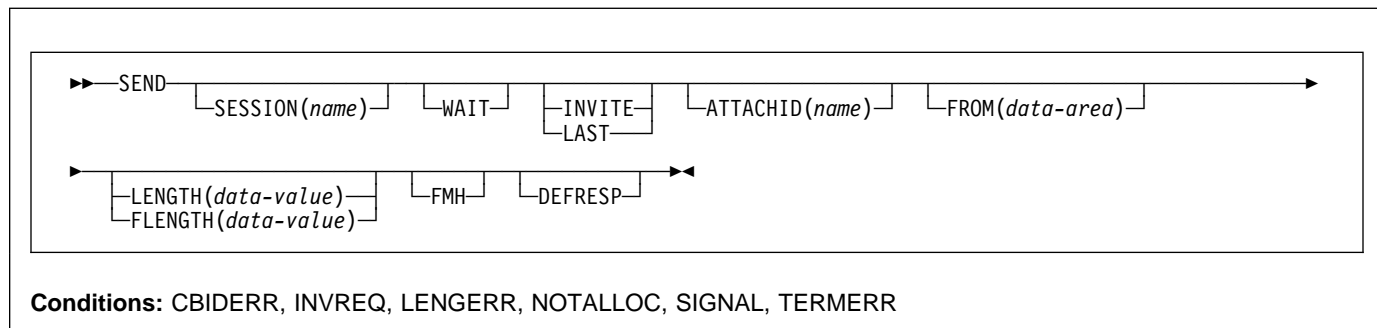 SEND
SESSION(name) WAIT INVITE ATTACHID(name) FROM(data-area)
LAST
LENGTH(data-value) FMH DEFRESP
FLENGTH(data-value)
Conditions: CBIDERR, INVREQ, LENGERR, NOTALLOC, SIGNAL, TERMERR